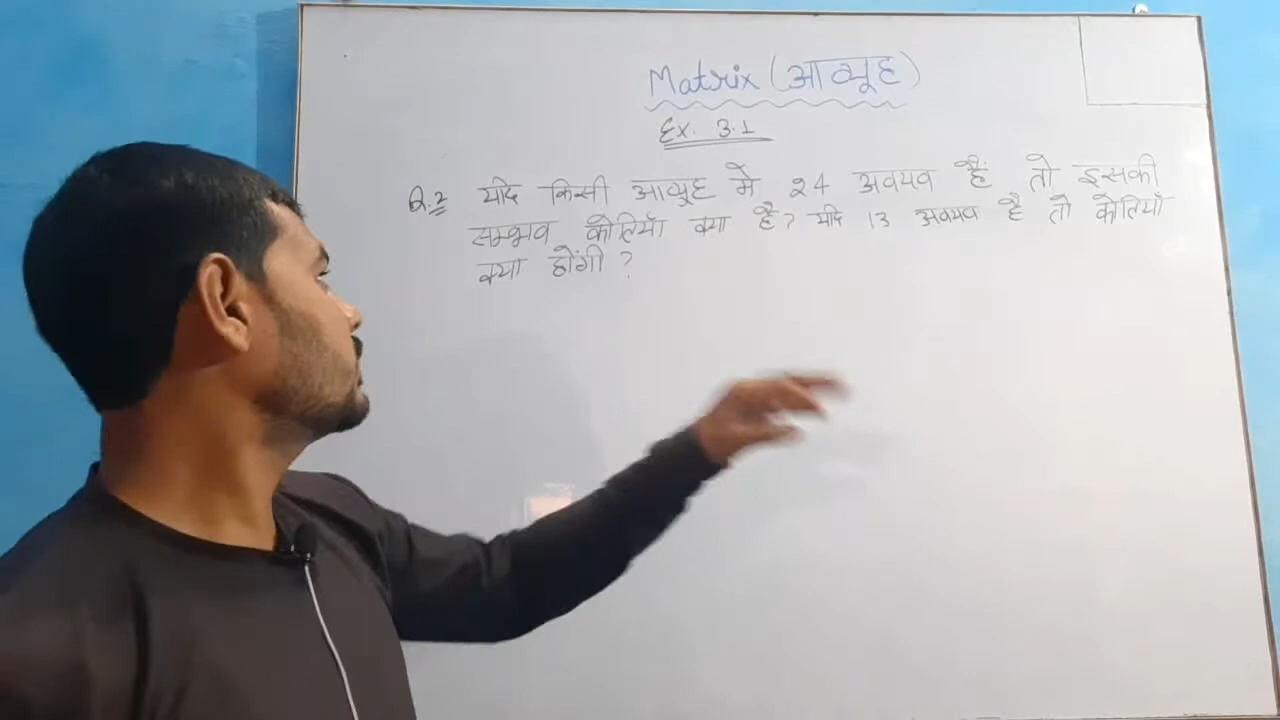 Matrix (आव्यूह)
Ex. 3.1
Q.2 यदि किसी आव्यूह में 24 अवयव हैं तो इसकी
सम्भव कोटियाँ क्या है? यदि 13 अवयव है तो कोटियाँ
क्या होंगी ?